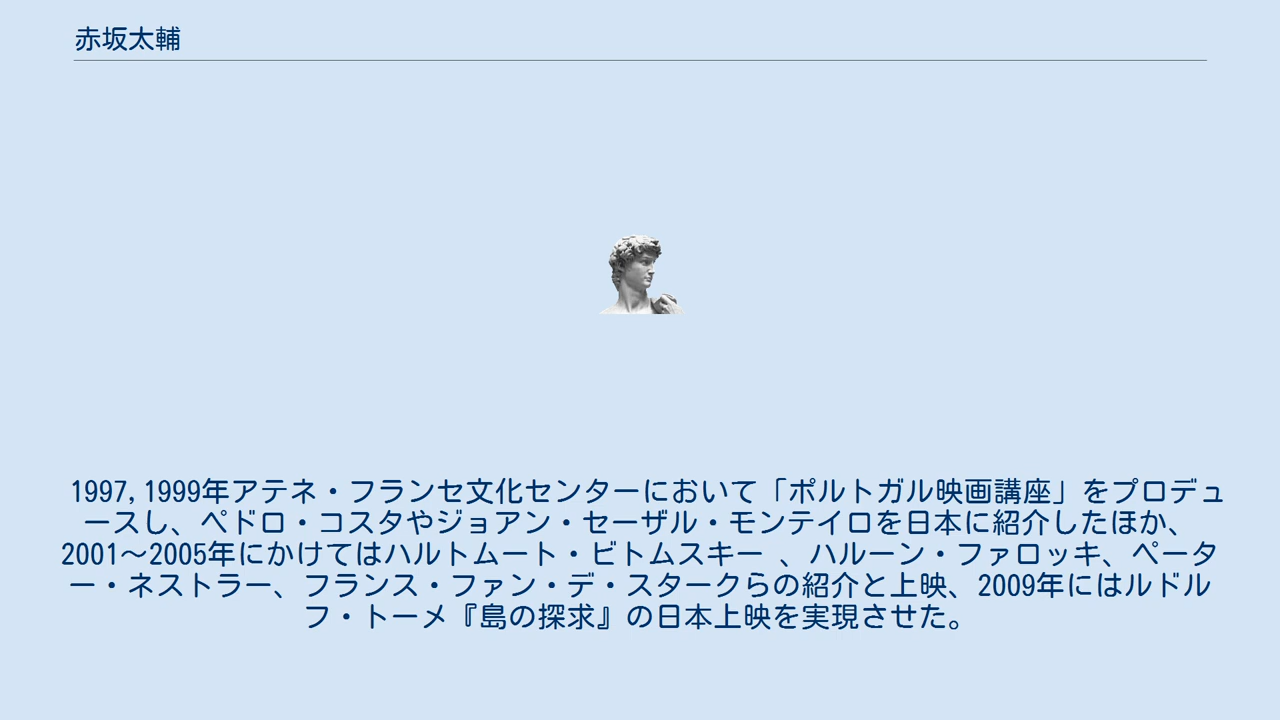 赤坂太輔
1997,1999年アテネ・フランセ文化センターにおいて「ポルトガル映画講座」をプロデュ
ースし、ペドロ・コスタやジョアン・セーザル・モンテイロを日本に紹介したほか、
2001〜2005年にかけてはハルトムート・ビトムスキー 、ハルーン・ファロッキ、ペータ
ー・ネストラー、フランス・ファン・デ・スタークらの紹介と上映、2009年にはルドル
フ・トーメ『島の探求』の日本上映を実現させた。